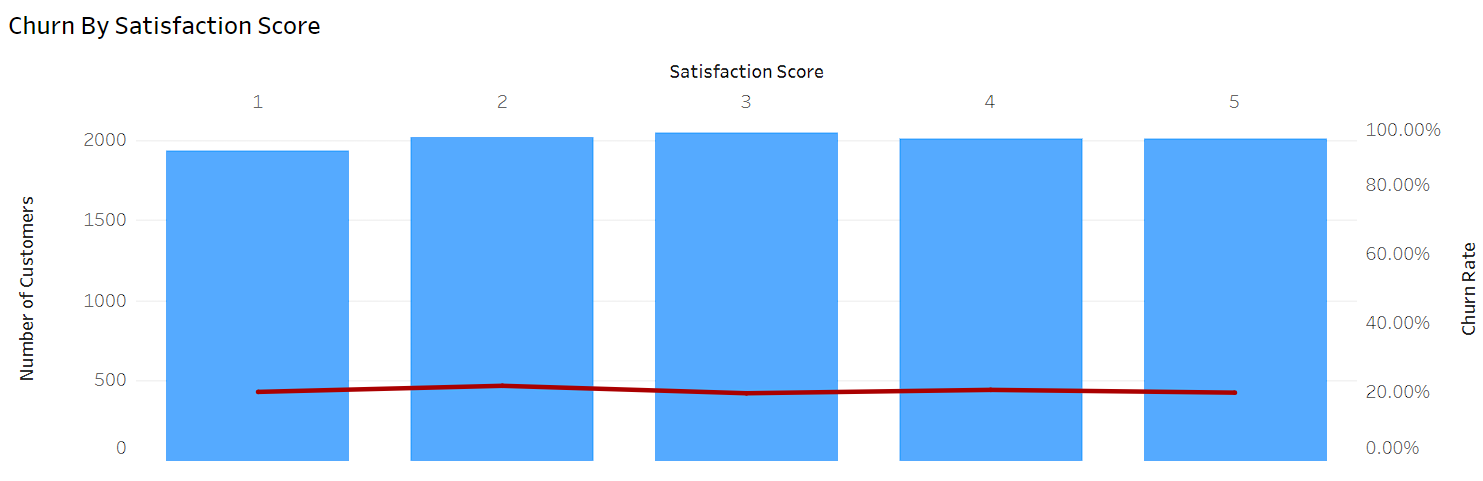 Churn By Satisfaction Score
Satisfaction Score
1 2 3 4 5
2000
1500
1000
500
0
Number of Customers
100.00%
80.00%
60.00%
40.00%
20.00%
0.00%
Churn Rate